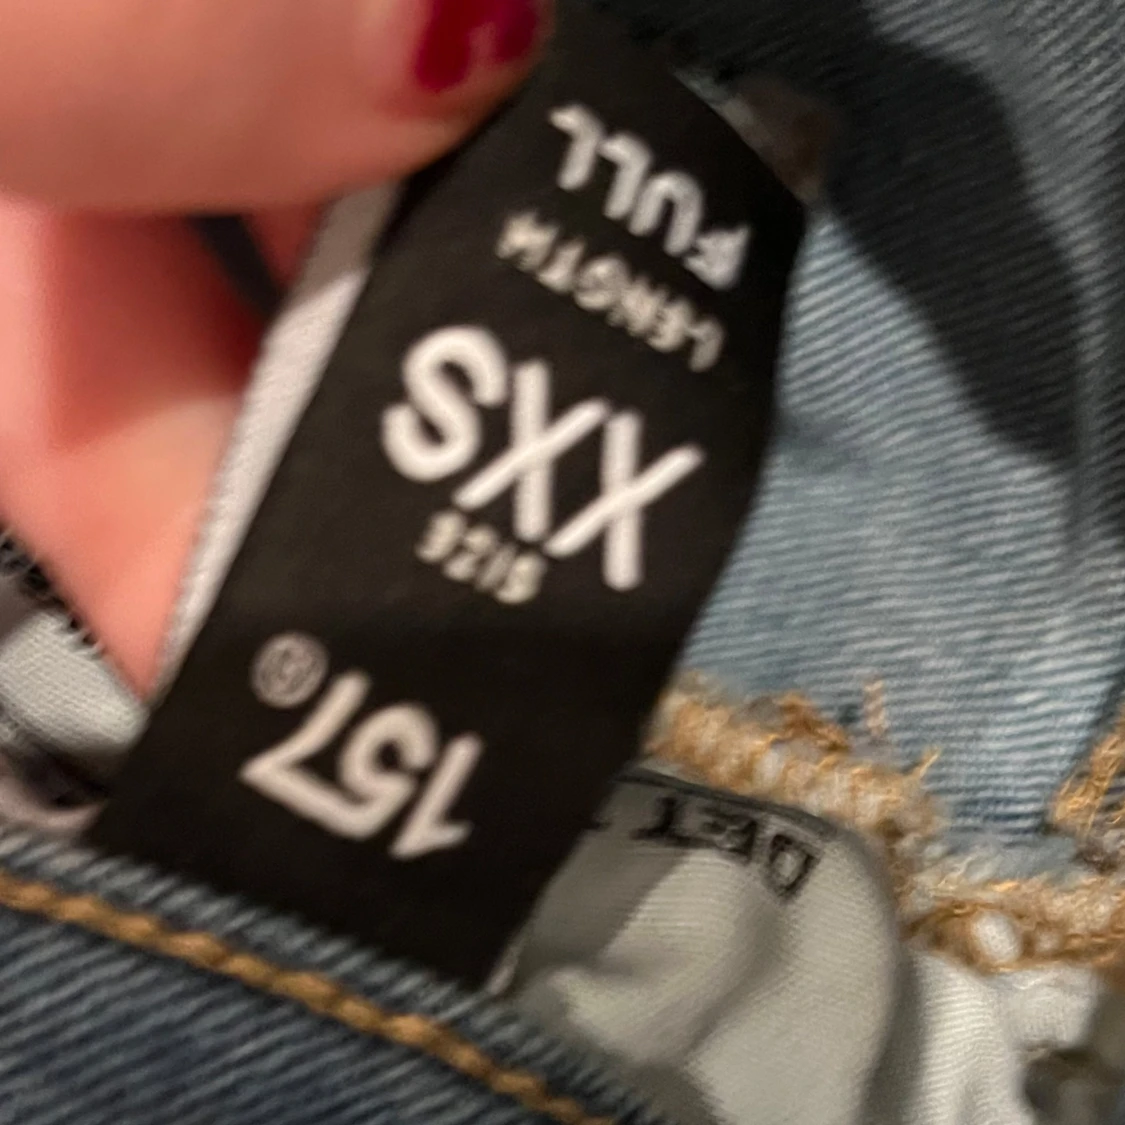 157®
SIZE
XXS
LENGTH
FULL